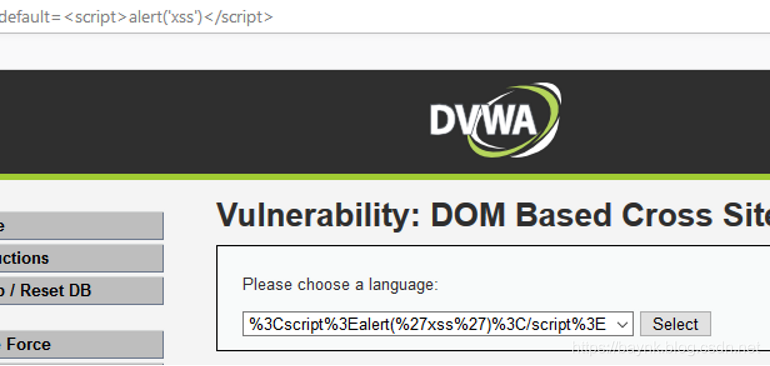 default=<script>alert('xss')</script>
DVWA
Vulnerability: DOM Based Cross Site
e
uctions
p / Reset DB
Force
Please choose a language:
%3Cscript%3Ealert(%27xss%27)%3C/script%3E
Select
https://baynk.blog.csdn.net